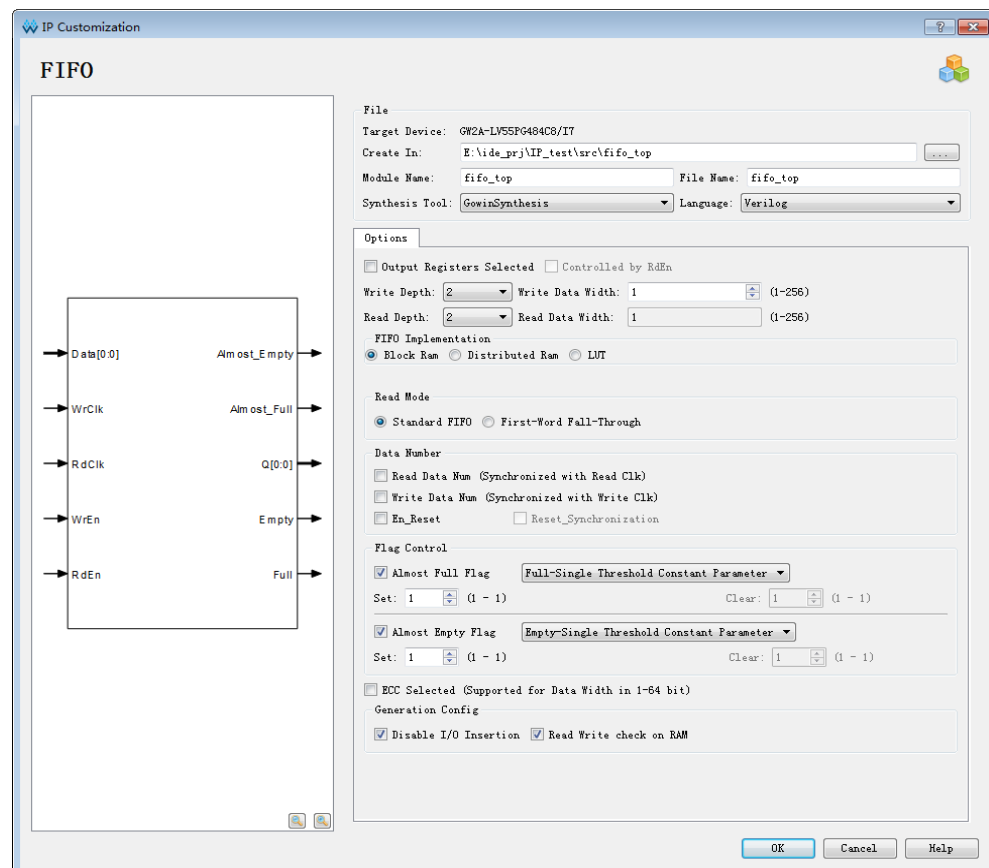 IP Customization
FIFO
Data[0:0]
Almost_Empty
WrClk
Almost_Full
RdClk
Q[0:0]
WrEn
Empty
RdEn
Full
File
Target Device: GW2A-LV55PG484C8/I7
Create In: E:\ide_prj\IP_test\src\fifo_top ...
Module Name: fifo_top File Name: fifo_top
Synthesis Tool: GowinSynthesis Language: Verilog
Options
Output Registers Selected Controlled by RdEn
Write Depth: 2 Write Data Width: 1 (1-256)
Read Depth: 2 Read Data Width: 1 (1-256)
FIFO Implementation
Block Ram Distributed Ram LUT
Read Mode
Standard FIFO First-Word Fall-Through
Data Number
Read Data Num (Synchronized with Read Clk)
Write Data Num (Synchronized with Write Clk)
En_Reset Reset_Synchronization
Flag Control
Almost Full Flag Full-Single Threshold Constant Parameter
Set: 1 (1 - 1) Clear: 1 (1 - 1)
Almost Empty Flag Empty-Single Threshold Constant Parameter
Set: 1 (1 - 1) Clear: 1 (1 - 1)
ECC Selected (Supported for Data Width in 1-64 bit)
Generation Config
Disable I/O Insertion Read Write check on RAM
OK Cancel Help